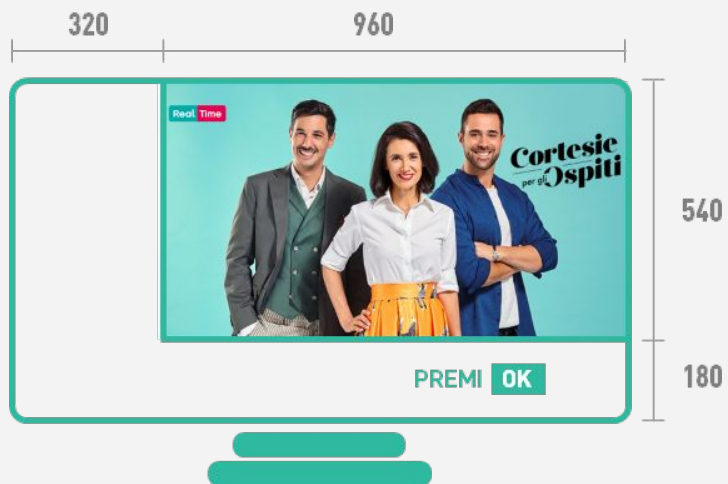 320
960
Real Time
Cortesie
per gli Ospiti
540
PREMI OK
180